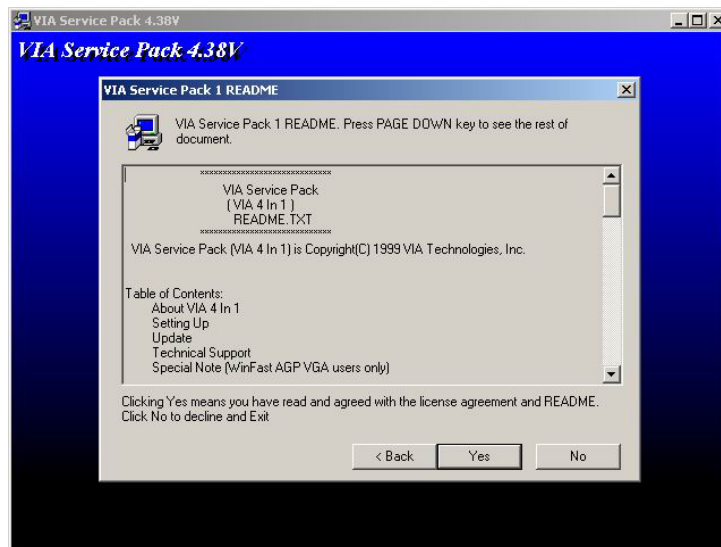 VIA Service Pack 4.38V
VIA Service Pack 4.38V
VIA Service Pack 1 README
VIA Service Pack 1 README. Press PAGE DOWN key to see the rest of
document.
****************************
VIA Service Pack
( VIA 4 In 1 )
README.TXT
****************************
VIA Service Pack (VIA 4 In 1) is Copyright(C) 1999 VIA Technologies, Inc.
Table of Contents:
About VIA 4 In 1
Setting Up
Update
Technical Support
Special Note (WinFast AGP VGA users only)
Clicking Yes means you have read and agreed with the license agreement and README.
Click No to decline and Exit
< Back
Yes
No